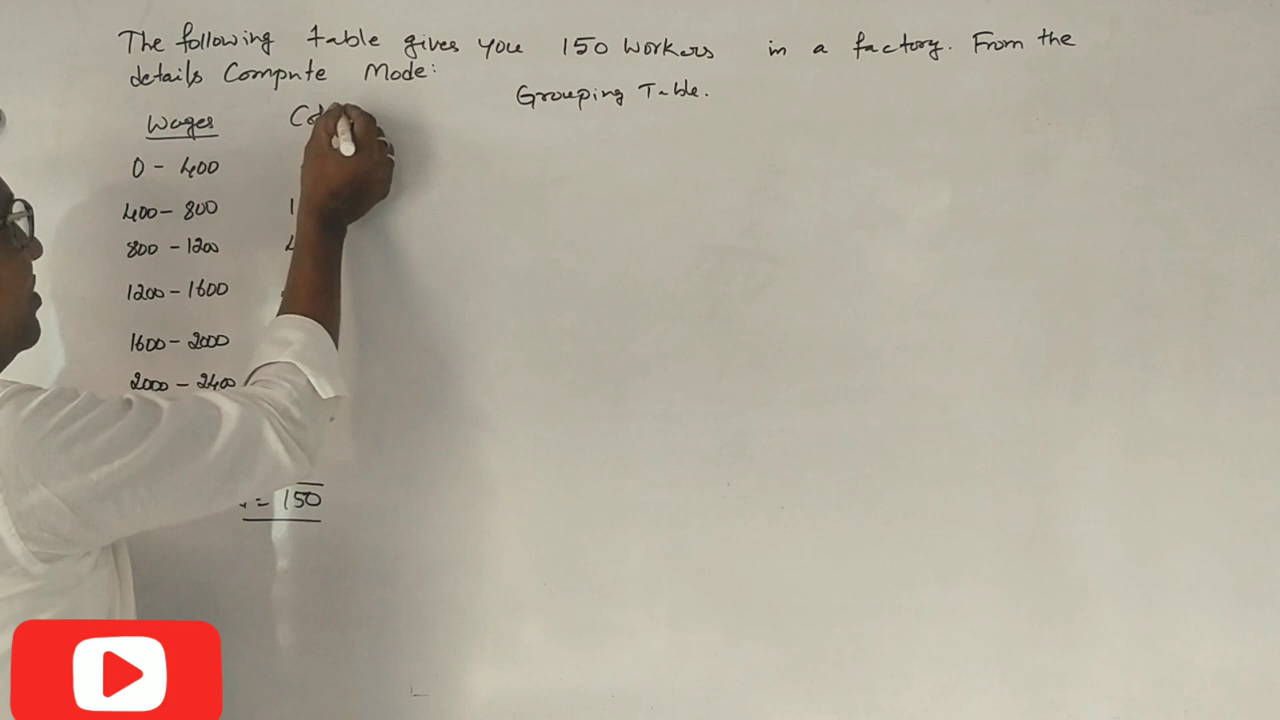 The following table gives you 150 workers in a factory. From the
details Compute Mode:
Grouping Table.
Wages
0 - 400
400 - 800
800 - 1200
1200 - 1600
1600 - 2000
2000 - 2400
= 150